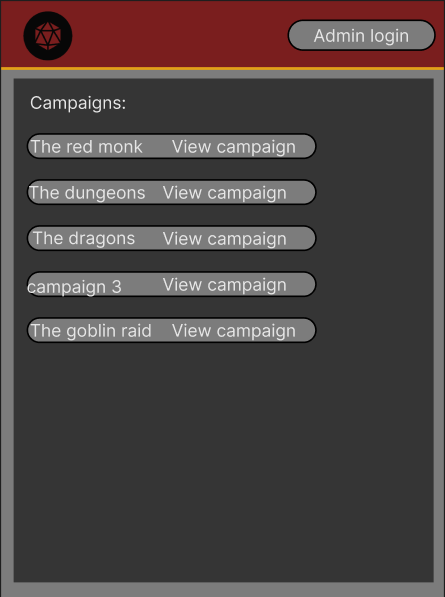 Admin login
Campaigns:
The red monk View campaign
The dungeons View campaign
The dragons View campaign
campaign 3 View campaign
The goblin raid View campaign